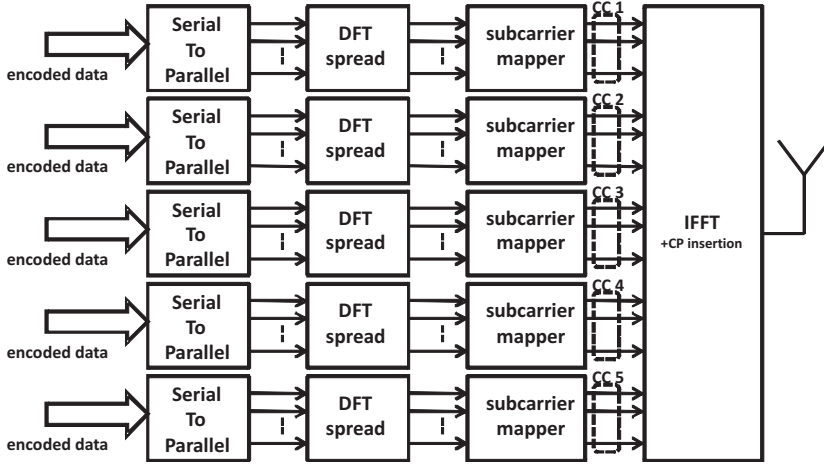 CC 1
Serial
To
Parallel
DFT
spread
subcarrier
mapper
encoded data
CC 2
Serial
To
Parallel
DFT
spread
subcarrier
mapper
encoded data
CC 3
Serial
To
Parallel
DFT
spread
subcarrier
mapper
encoded data
IFFT
+CP insertion
CC 4
Serial
To
Parallel
DFT
spread
subcarrier
mapper
encoded data
CC 5
Serial
To
Parallel
DFT
spread
subcarrier
mapper
encoded data